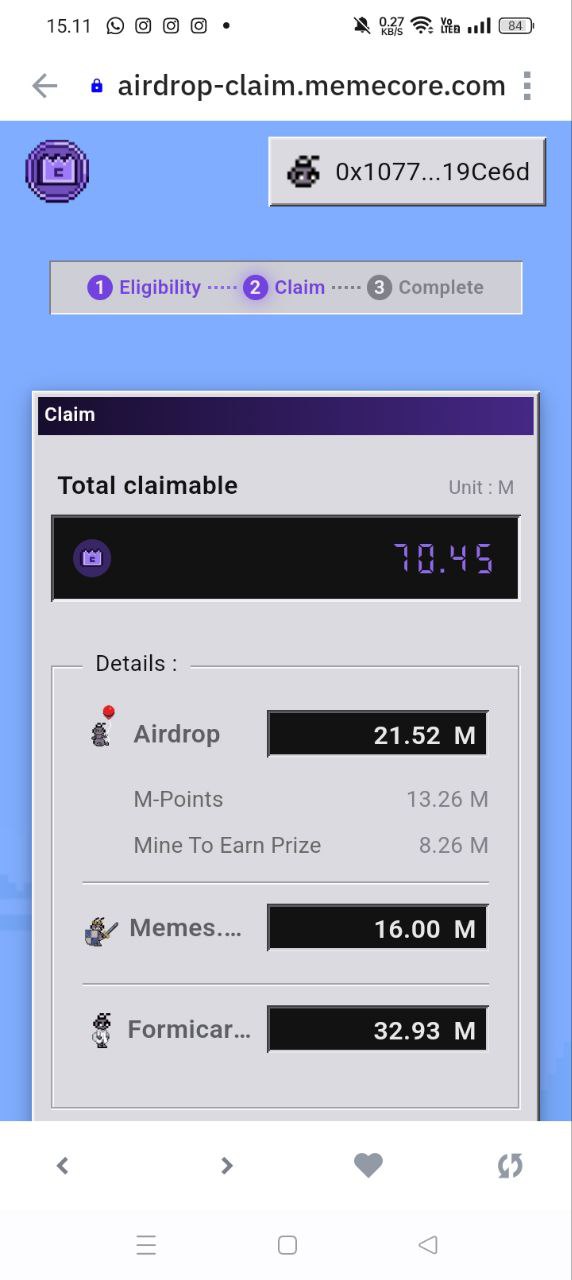 15.11 0.27 KB/S Vo LTE2 84
airdrop-claim.memecore.com
0x1077...19Ce6d
1 Eligibility ····· 2 Claim ····· 3 Complete
Claim
Total claimable Unit : M
70.45
Details :
Airdrop 21.52 M
M-Points 13.26 M
Mine To Earn Prize 8.26 M
Memes.... 16.00 M
Formicar... 32.93 M